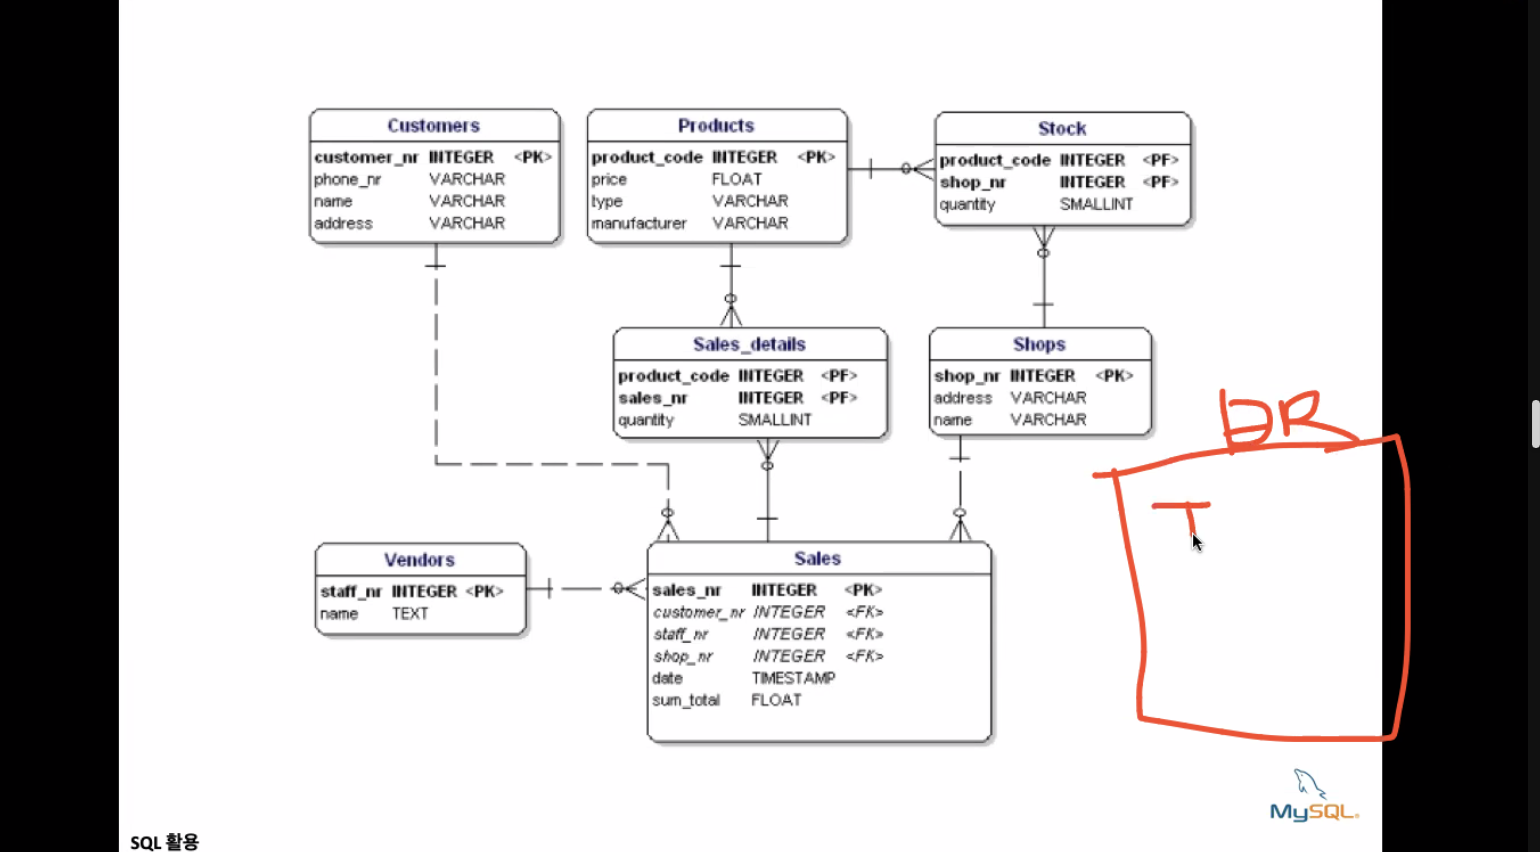 Customers
customer_nr INTEGER <PK>
phone_nr VARCHAR
name VARCHAR
address VARCHAR
Products
product_code INTEGER <PK>
price FLOAT
type VARCHAR
manufacturer VARCHAR
Stock
product_code INTEGER <PF>
shop_nr INTEGER <PF>
quantity SMALLINT
Sales_details
product_code INTEGER <PF>
sales_nr INTEGER <PF>
quantity SMALLINT
Shops
shop_nr INTEGER <PK>
address VARCHAR
name VARCHAR
Vendors
staff_nr INTEGER <PK>
name TEXT
Sales
sales_nr INTEGER <PK>
customer_nr INTEGER <FK>
staff_nr INTEGER <FK>
shop_nr INTEGER <FK>
date TIMESTAMP
sum_total FLOAT
T
MySQL
SQL 활용